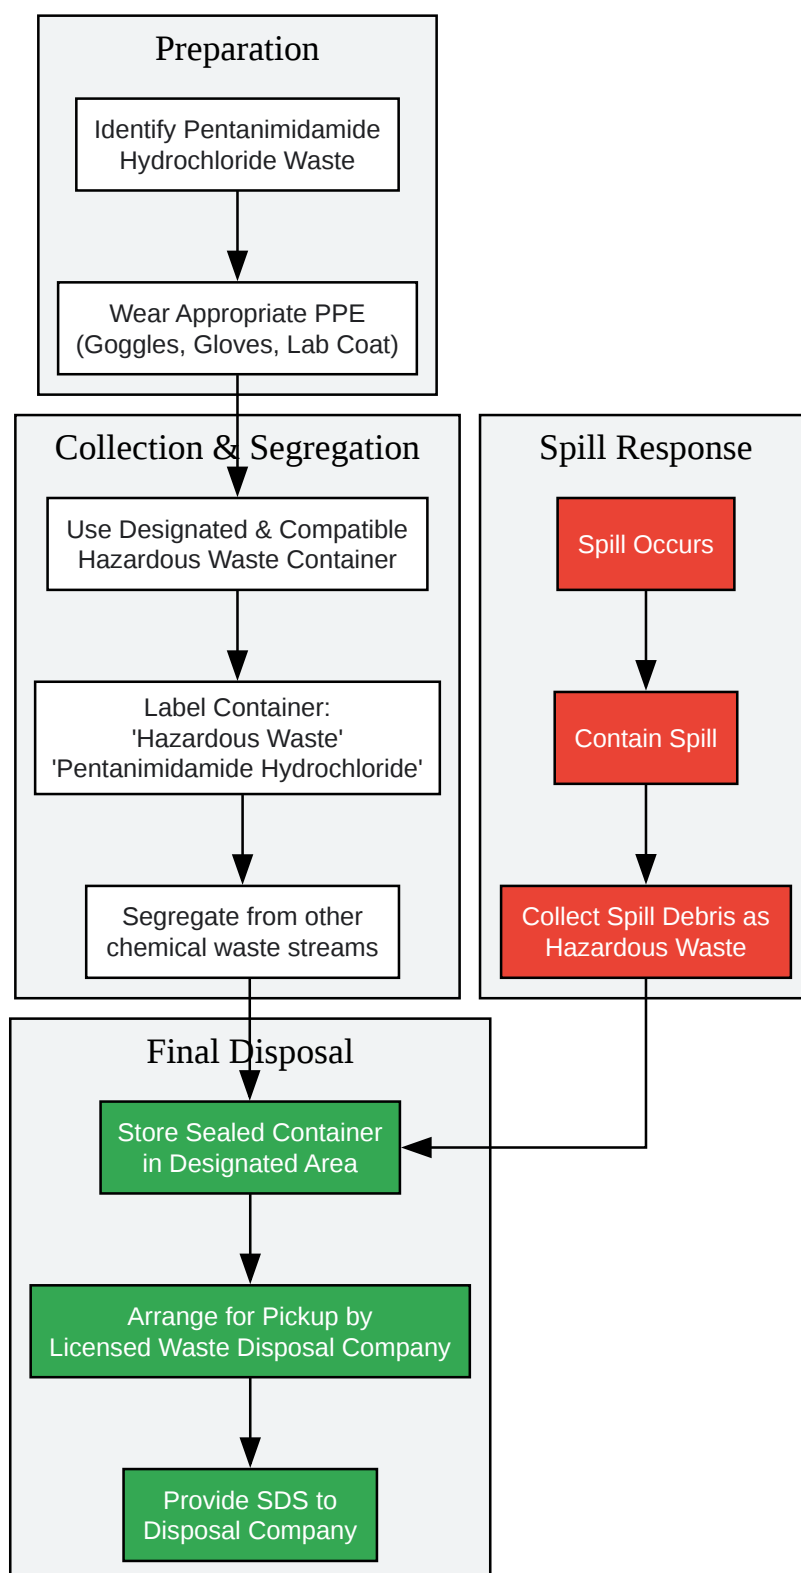 Preparation
Identify Pentanimidamide
Hydrochloride Waste
Wear Appropriate PPE
(Goggles, Gloves, Lab Coat)
Collection & Segregation
Use Designated & Compatible
Hazardous Waste Container
Label Container:
'Hazardous Waste'
'Pentanimidamide Hydrochloride'
Segregate from other
chemical waste streams
Spill Response
Spill Occurs
Contain Spill
Collect Spill Debris as
Hazardous Waste
Final Disposal
Store Sealed Container
in Designated Area
Arrange for Pickup by
Licensed Waste Disposal Company
Provide SDS to
Disposal Company